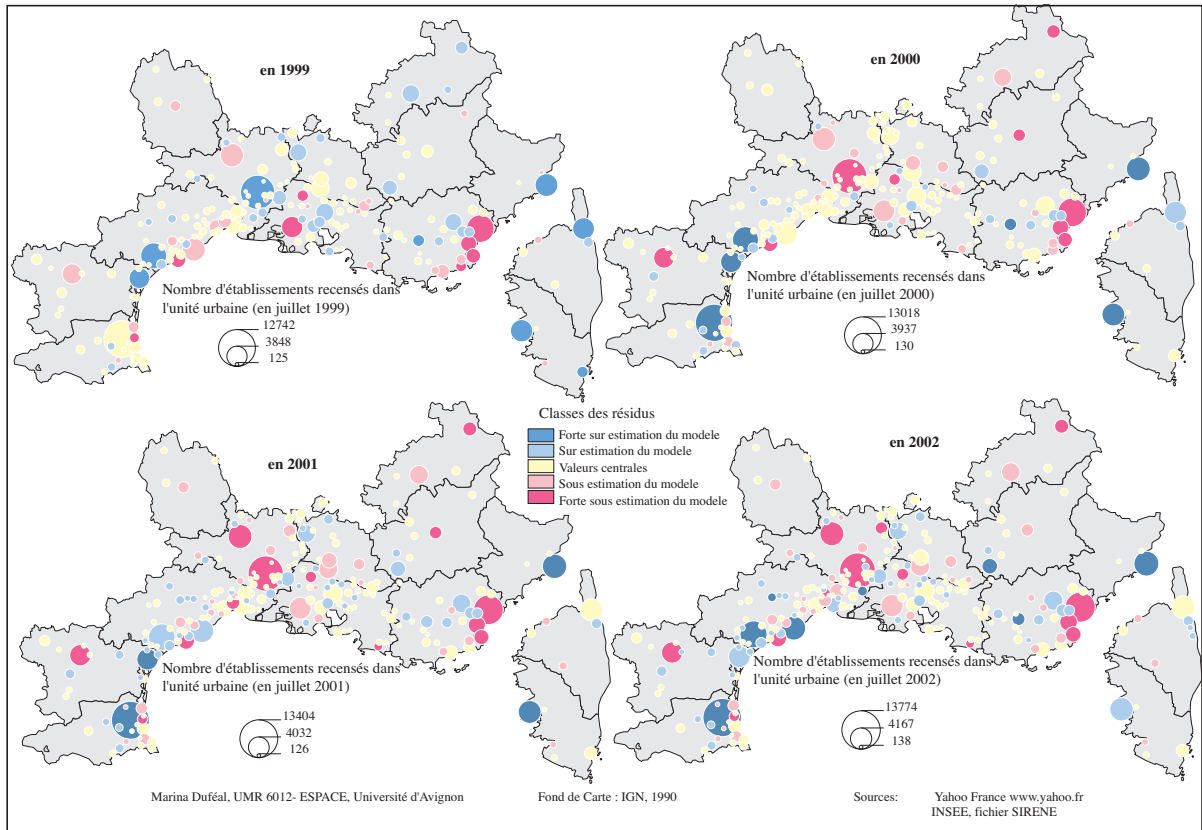 en 1999
en 2000
Nombre d'établissements recensés dans
l'unité urbaine (en juillet 1999)
12742
3848
125
Nombre d'établissements recensés dans
l'unité urbaine (en juillet 2000)
13018
3937
130
Classes des résidus
Forte sur estimation du modele
Sur estimation du modele
Valeurs centrales
Sous estimation du modele
Forte sous estimation du modele
en 2001
en 2002
Nombre d'établissements recensés dans
l'unité urbaine (en juillet 2001)
13404
4032
126
Nombre d'établissements recensés dans
l'unité urbaine (en juillet 2002)
13774
4167
138
Marina Duféal, UMR 6012- ESPACE, Université d'Avignon
Fond de Carte : IGN, 1990
Sources: Yahoo France www.yahoo.fr
INSEE, fichier SIRENE